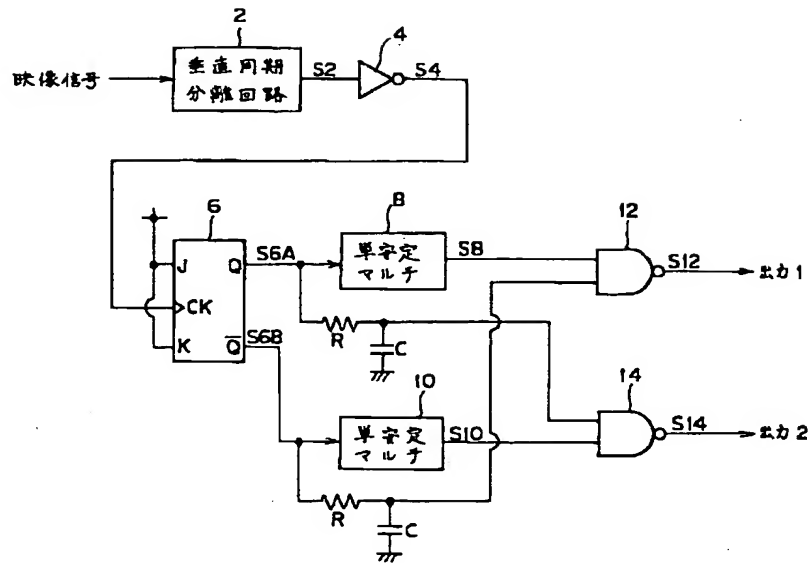 2
4
映像信号
垂直同期
分離回路
S2
S4
6
8
12
J
Q
S6A
単安定
マルチ
S8
S12
出力1
CK
R
C
K
Q̅
S6B
10
14
単安定
マルチ
S10
S14
出力2
R
C